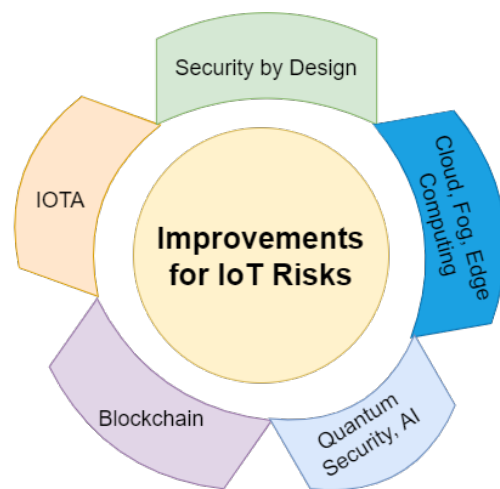 Security by Design
Cloud, Fog, Edge
Computing
Quantum
Security, AI
Blockchain
IOTA
Improvements
for IoT Risks